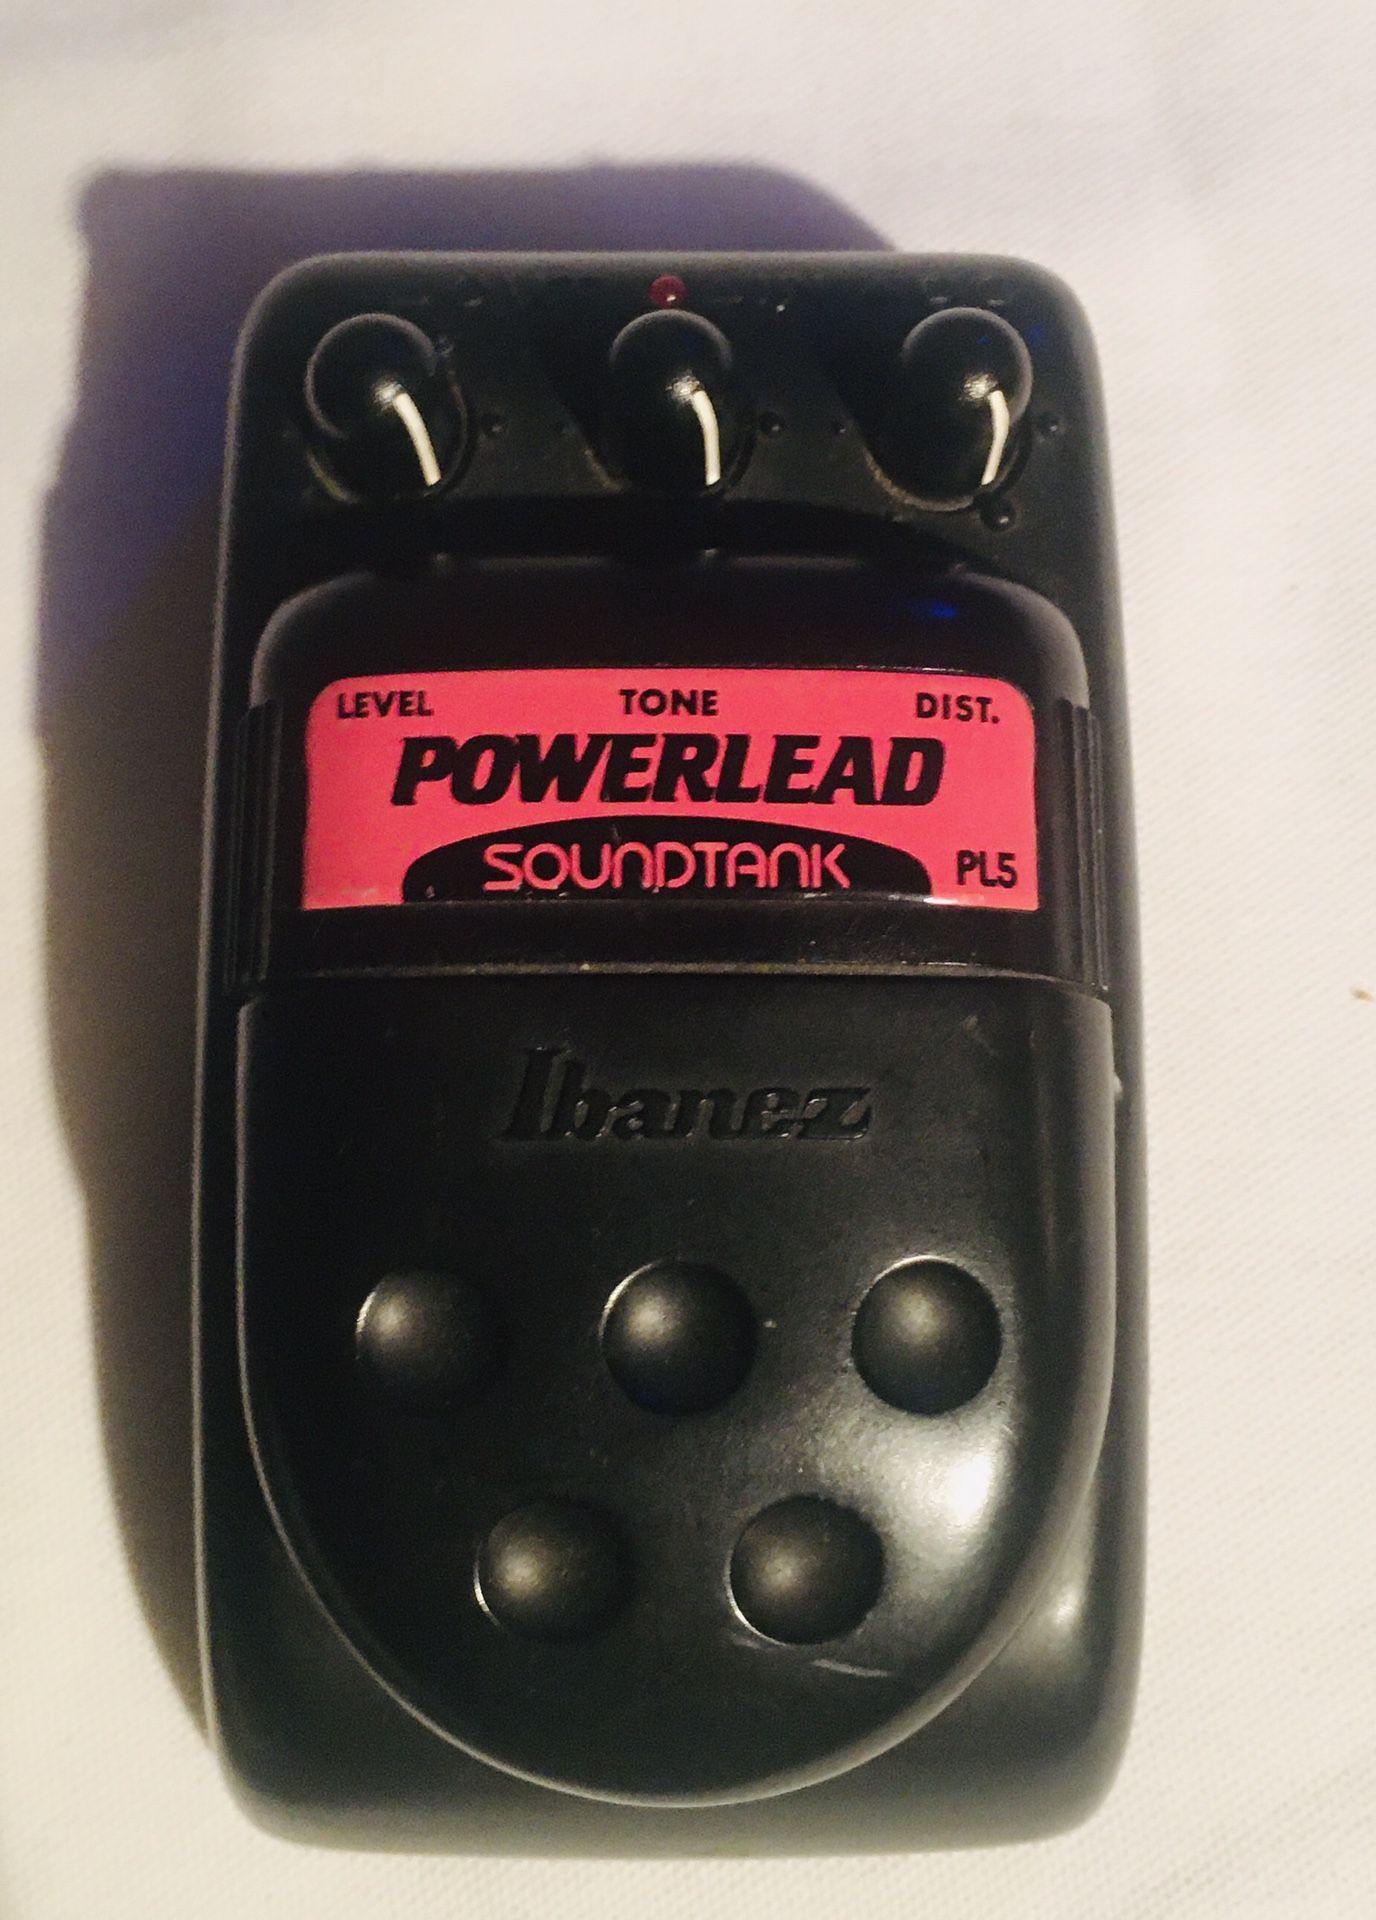 LEVEL TONE DIST.
POWERLEAD
SOUNDTANK PL5
Ibanez